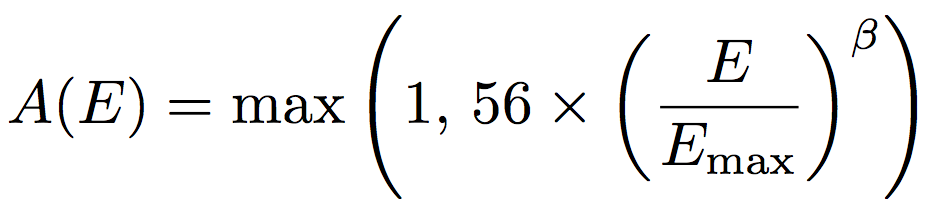 A(E) = max(1, 56 × (E/E_max)^β)